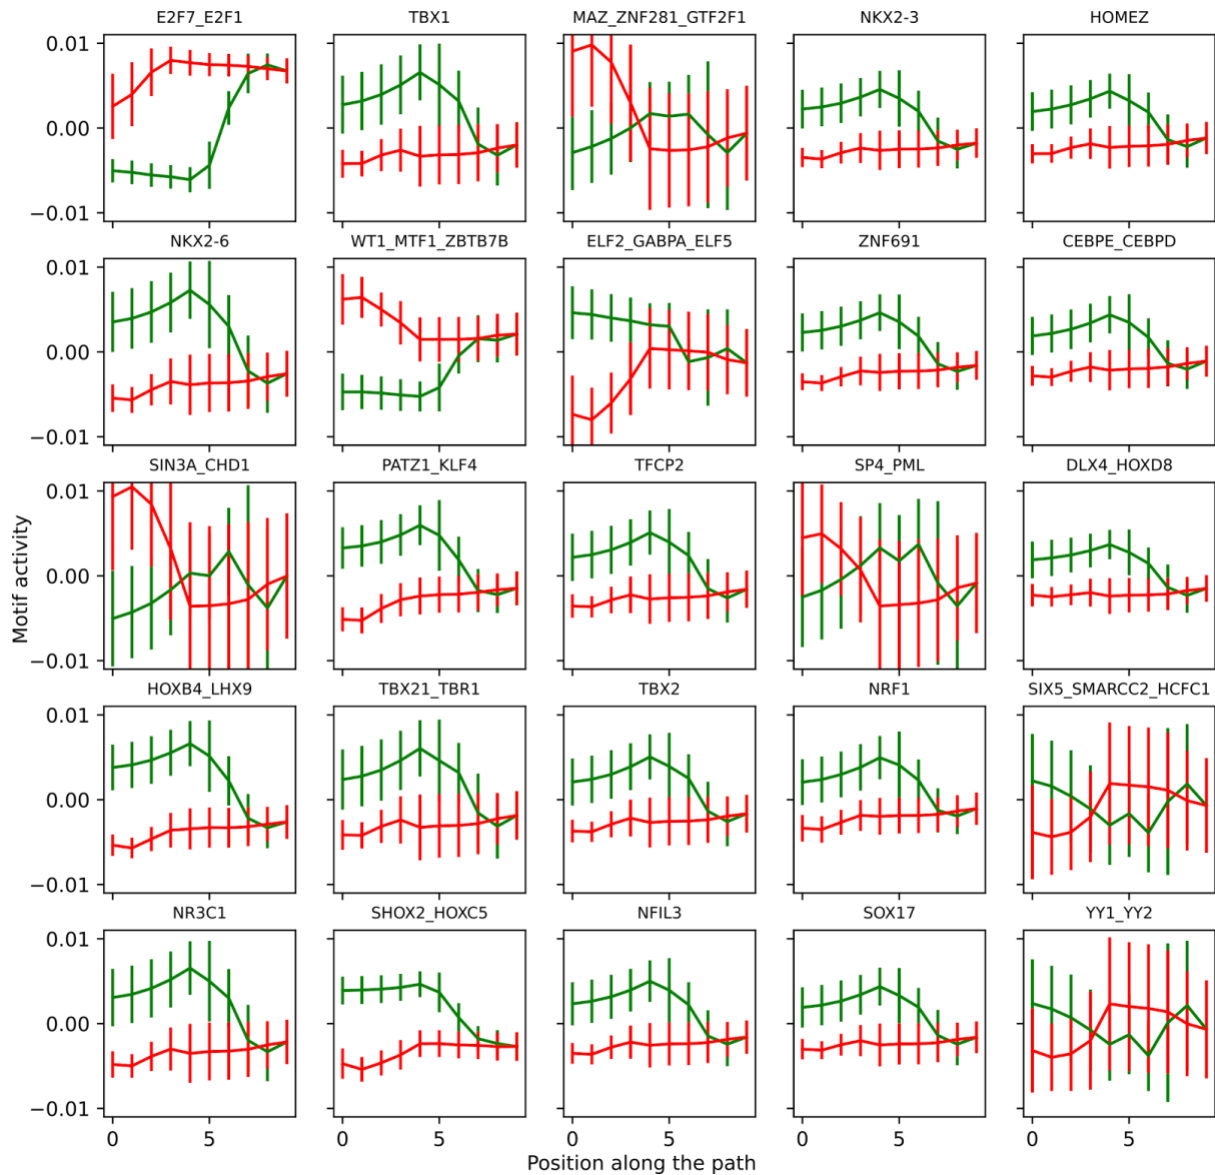 E2F7_E2F1 TBX1 MAZ_ZNF281_GTF2F1 NKX2-3 HOMEZ
0.01
0.00
−0.01
NKX2-6 WT1_MTF1_ZBTB7B ELF2_GABPA_ELF5 ZNF691 CEBPE_CEBPD
0.01
0.00
−0.01
SIN3A_CHD1 PATZ1_KLF4 TFCP2 SP4_PML DLX4_HOXD8
0.01
0.00
−0.01
Motif activity
HOXB4_LHX9 TBX21_TBR1 TBX2 NRF1 SIX5_SMARCC2_HCFC1
0.01
0.00
−0.01
NR3C1 SHOX2_HOXC5 NFIL3 SOX17 YY1_YY2
0.01
0.00
−0.01
0 5 0 5 0 5 0 5 0 5
Position along the path